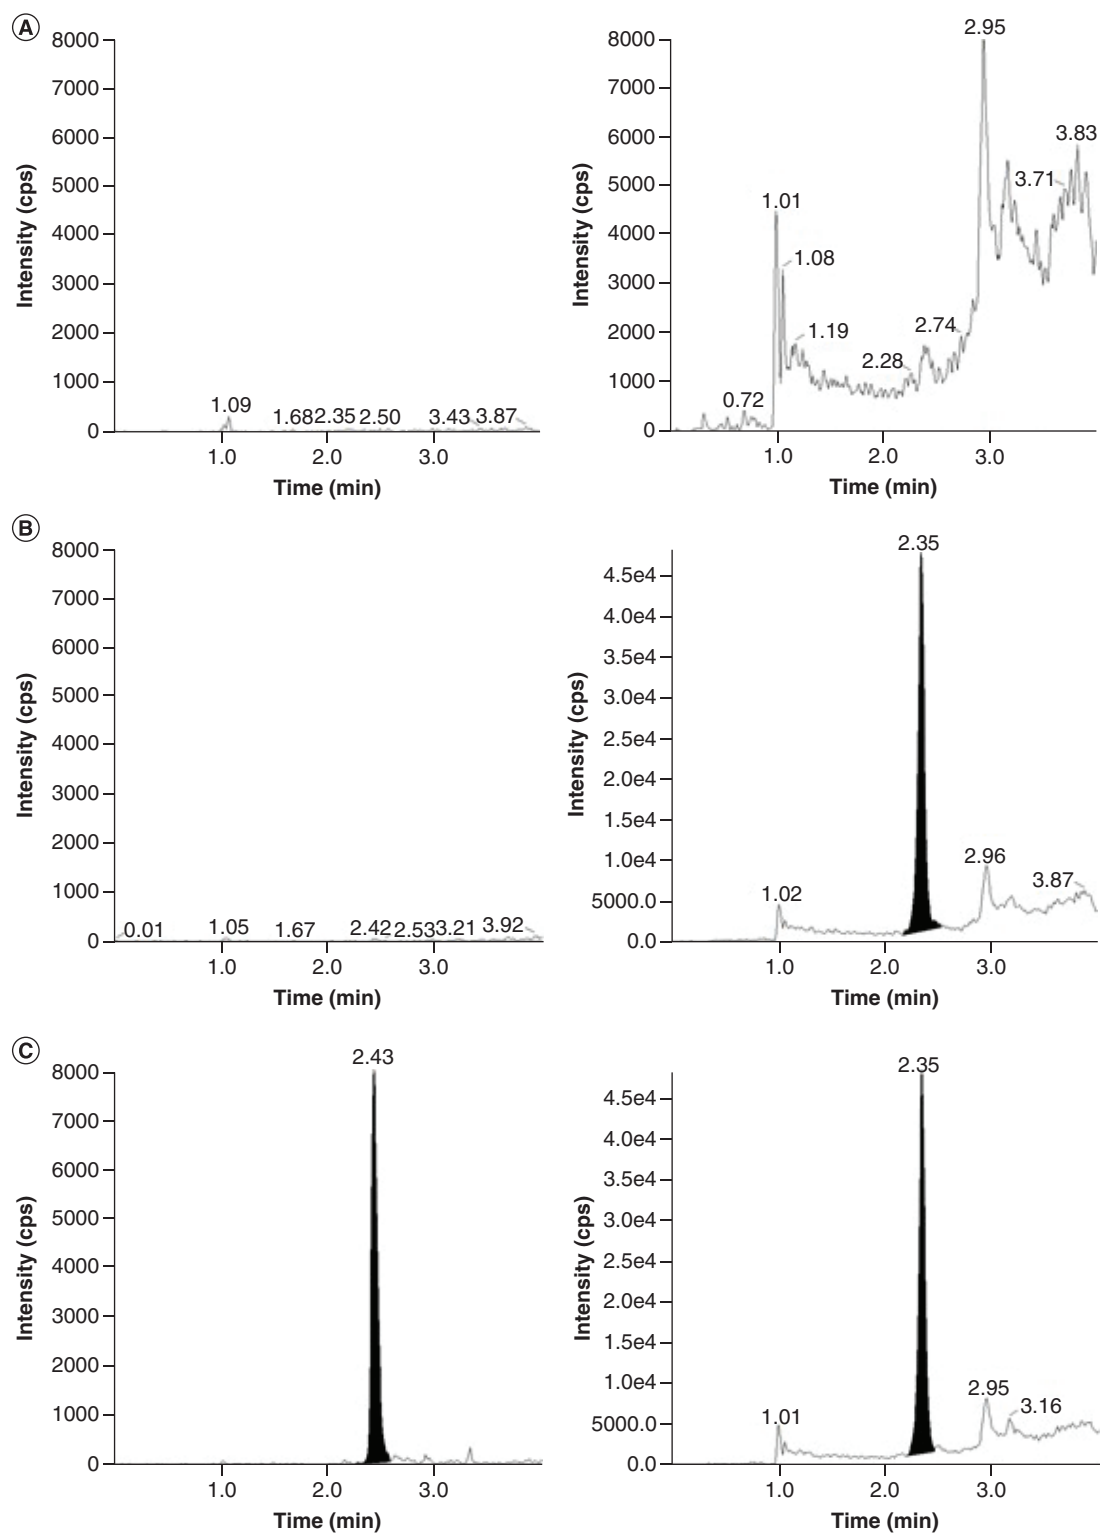 A
8000
7000
6000
5000
4000
3000
2000
1000
0
Intensity (cps)
1.09
1.68
2.35
2.50
3.43
3.87
1.0
2.0
3.0
Time (min)
8000
7000
6000
5000
4000
3000
2000
1000
0
Intensity (cps)
2.95
3.83
3.71
1.01
1.08
1.19
2.74
2.28
0.72
1.0
2.0
3.0
Time (min)
B
8000
7000
6000
5000
4000
3000
2000
1000
0
Intensity (cps)
0.01
1.05
1.67
2.42
2.53
3.21
3.92
1.0
2.0
3.0
Time (min)
4.5e4
4.0e4
3.5e4
3.0e4
2.5e4
2.0e4
1.5e4
1.0e4
5000.0
0.0
Intensity (cps)
2.35
2.96
3.87
1.02
1.0
2.0
3.0
Time (min)
C
8000
7000
6000
5000
4000
3000
2000
1000
0
Intensity (cps)
2.43
1.0
2.0
3.0
Time (min)
4.5e4
4.0e4
3.5e4
3.0e4
2.5e4
2.0e4
1.5e4
1.0e4
5000.0
0.0
Intensity (cps)
2.35
2.95
3.16
1.01
1.0
2.0
3.0
Time (min)